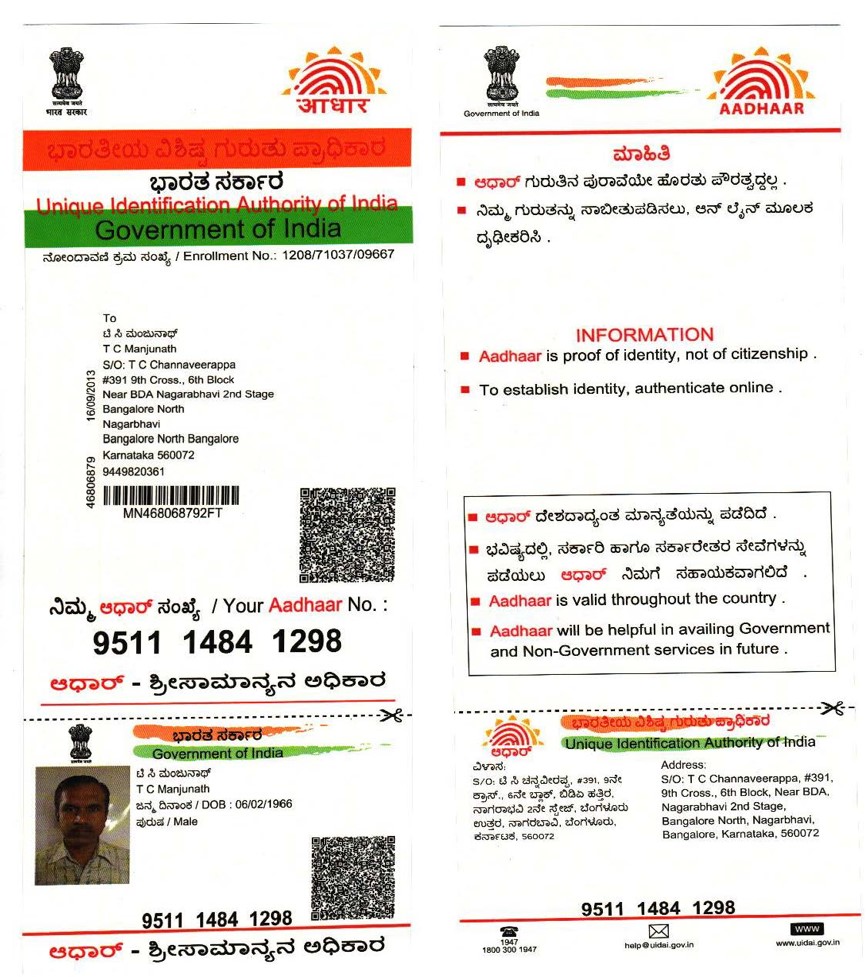 सत्यमेव जयते
भारत सरकार
आधार
ಭಾರತೀಯ ವಿಶಿಷ್ಟ ಗುರುತು ಪ್ರಾಧಿಕಾರ
ಭಾರತ ಸರ್ಕಾರ
Unique Identification Authority of India
Government of India
ನೋಂದಾವಣಿ ಕ್ರಮ ಸಂಖ್ಯೆ / Enrollment No.: 1208/71037/09667
To
ಟಿ ಸಿ ಮಂಜುನಾಥ್
T C Manjunath
S/O: T C Channaveerappa
#391 9th Cross., 6th Block
Near BDA Nagarabhavi 2nd Stage
Bangalore North
Nagarbhavi
Bangalore North Bangalore
Karnataka 560072
9449820361
16/09/2013
46806879
MN468068792FT
ನಿಮ್ಮ ಆಧಾರ್ ಸಂಖ್ಯೆ / Your Aadhaar No. :
9511 1484 1298
ಆಧಾರ್ - ಶ್ರೀಸಾಮಾನ್ಯನ ಅಧಿಕಾರ
ಭಾರತ ಸರ್ಕಾರ
Government of India
ಟಿ ಸಿ ಮಂಜುನಾಥ್
T C Manjunath
ಜನ್ಮ ದಿನಾಂಕ / DOB : 06/02/1966
ಪುರುಷ / Male
9511 1484 1298
ಆಧಾರ್ - ಶ್ರೀಸಾಮಾನ್ಯನ ಅಧಿಕಾರ
सत्यमेव जयते
Government of India
AADHAAR
ಮಾಹಿತಿ
ಆಧಾರ್ ಗುರುತಿನ ಪುರಾವೆಯೇ ಹೊರತು ಪೌರತ್ವದ್ದಲ್ಲ .
ನಿಮ್ಮ ಗುರುತನ್ನು ಸಾಬೀತುಪಡಿಸಲು, ಆನ್ ಲೈನ್ ಮೂಲಕ
ದೃಢೀಕರಿಸಿ .
INFORMATION
Aadhaar is proof of identity, not of citizenship .
To establish identity, authenticate online .
ಆಧಾರ್ ದೇಶದಾದ್ಯಂತ ಮಾನ್ಯತೆಯನ್ನು ಪಡೆದಿದೆ .
ಭವಿಷ್ಯದಲ್ಲಿ, ಸರ್ಕಾರಿ ಹಾಗೂ ಸರ್ಕಾರೇತರ ಸೇವೆಗಳನ್ನು
ಪಡೆಯಲು ಆಧಾರ್ ನಿಮಗೆ ಸಹಾಯಕವಾಗಲಿದೆ .
Aadhaar is valid throughout the country .
Aadhaar will be helpful in availing Government
and Non-Government services in future .
ಆಧಾರ್
ಭಾರತೀಯ ವಿಶಿಷ್ಟ ಗುರುತು ಪ್ರಾಧಿಕಾರ
Unique Identification Authority of India
ವಿಳಾಸ:
S/O: ಟಿ ಸಿ ಚನ್ನವೀರಪ್ಪ, #391, 9ನೇ
ಕ್ರಾಸ್., 6ನೇ ಬ್ಲಾಕ್, ಬಿಡಿಏ ಹತ್ತಿರ,
ನಾಗರಾಭವಿ 2ನೇ ಸ್ಟೇಜ್, ಬೆಂಗಳೂರು
ಉತ್ತರ, ನಾಗರಬಾವಿ, ಬೆಂಗಳೂರು,
ಕರ್ನಾಟಕ, 560072
Address:
S/O: T C Channaveerappa, #391,
9th Cross., 6th Block, Near BDA,
Nagarabhavi 2nd Stage,
Bangalore North, Nagarbhavi,
Bangalore, Karnataka, 560072
9511 1484 1298
1947
1800 300 1947
help@uidai.gov.in
WWW
www.uidai.gov.in